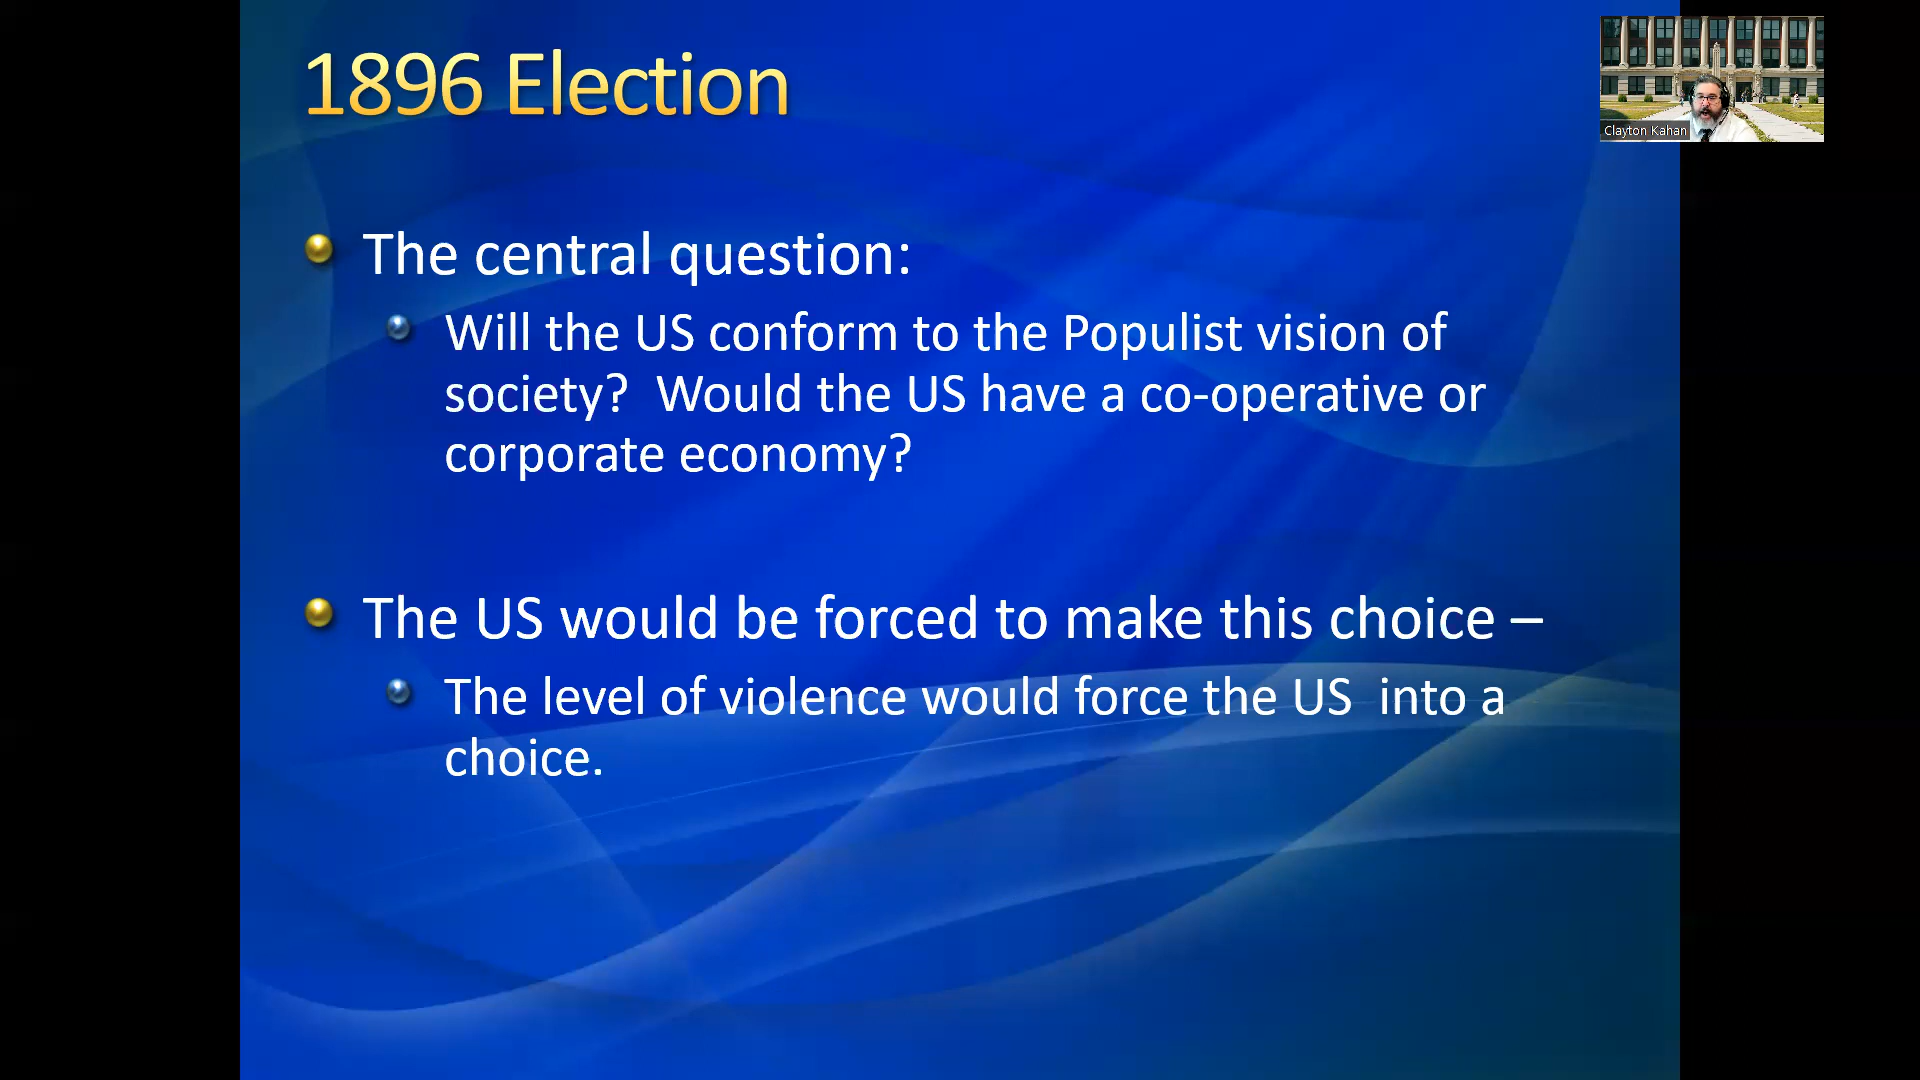 1896 Election
Clayton Kahan
The central question:
Will the US conform to the Populist vision of
society?  Would the US have a co-operative or
corporate economy?
The US would be forced to make this choice –
The level of violence would force the US  into a
choice.